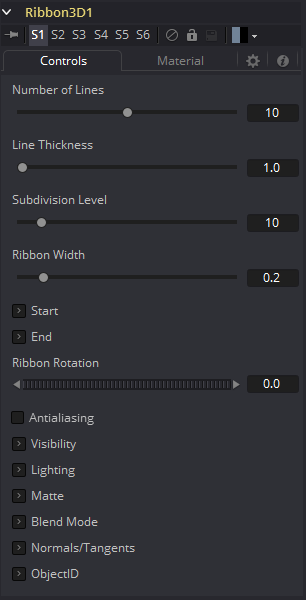 Ribbon3D1
S1 S2 S3 S4 S5 S6
Controls Material
Number of Lines
10
Line Thickness
1.0
Subdivision Level
10
Ribbon Width
0.2
Start
End
Ribbon Rotation
0.0
Antialiasing
Visibility
Lighting
Matte
Blend Mode
Normals/Tangents
ObjectID